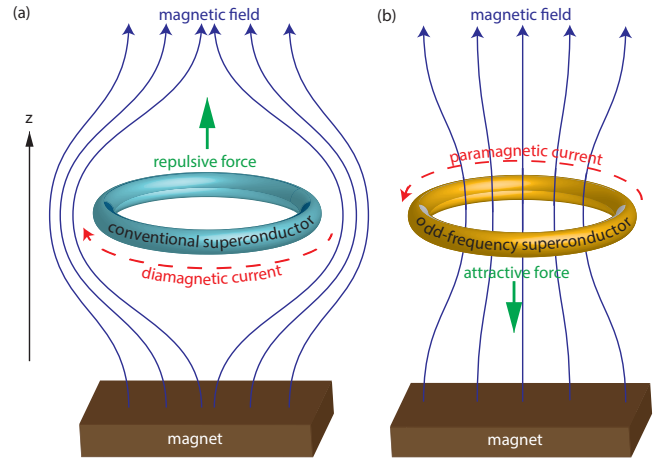 (a)
magnetic field
z
repulsive force
conventional superconductor
diamagnetic current
magnet
(b)
magnetic field
paramagnetic current
odd-frequency superconductor
attractive force
magnet